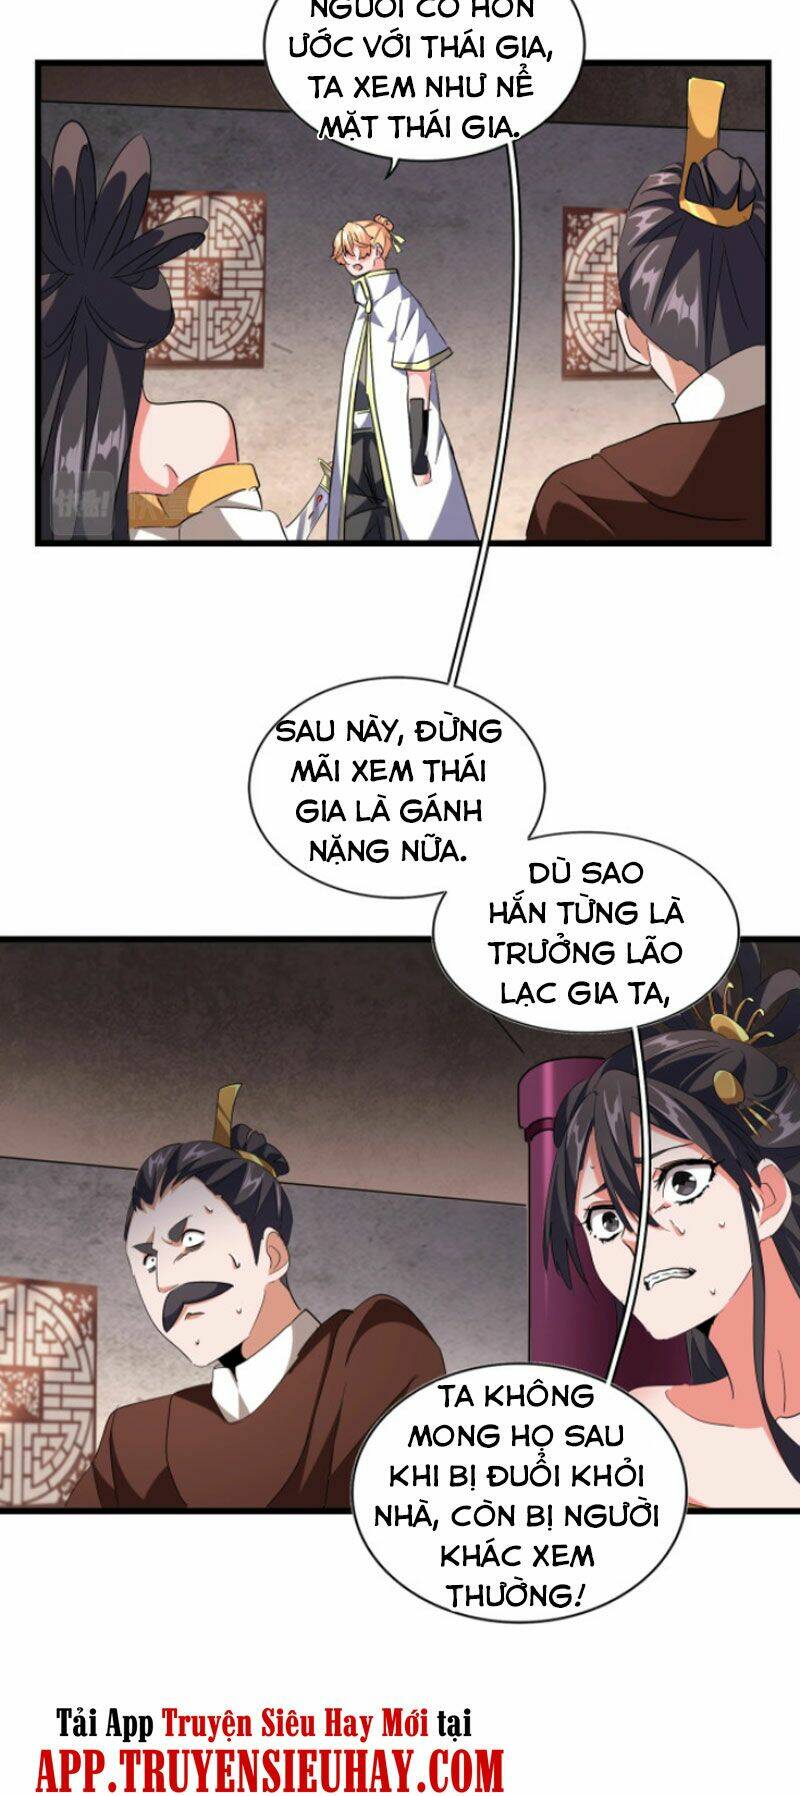 NGƯƠI CÓ HÔN
ƯỚC VỚI THÁI GIA,
TA XEM NHƯ NỂ
MẶT THÁI GIA.
SAU NÀY, ĐỪNG
MÃI XEM THÁI
GIA LÀ GÁNH
NẶNG NỮA.
DÙ SAO
HẮN TỪNG LÀ
TRƯỞNG LÃO
LẠC GIA TA,
TA KHÔNG
MONG HỌ SAU
KHI BỊ ĐUỔI KHỎI
NHÀ, CÒN BỊ NGƯỜI
KHÁC XEM
THƯỜNG!
Tải App Truyện Siêu Hay Mới tại
APP.TRUYENSIEUHAY.COM